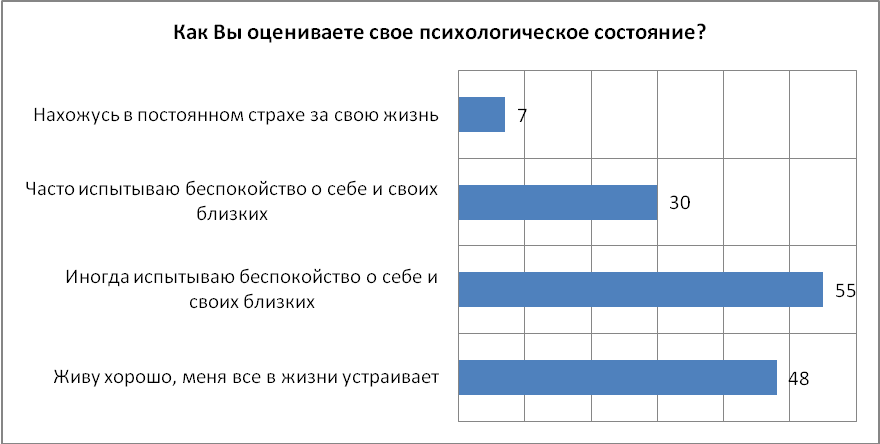 Как Вы оцениваете свое психологическое состояние?
Нахожусь в постоянном страхе за свою жизнь
7
Часто испытываю беспокойство о себе и своих
близких
30
Иногда испытываю беспокойство о себе и
своих близких
55
Живу хорошо, меня все в жизни устраивает
48